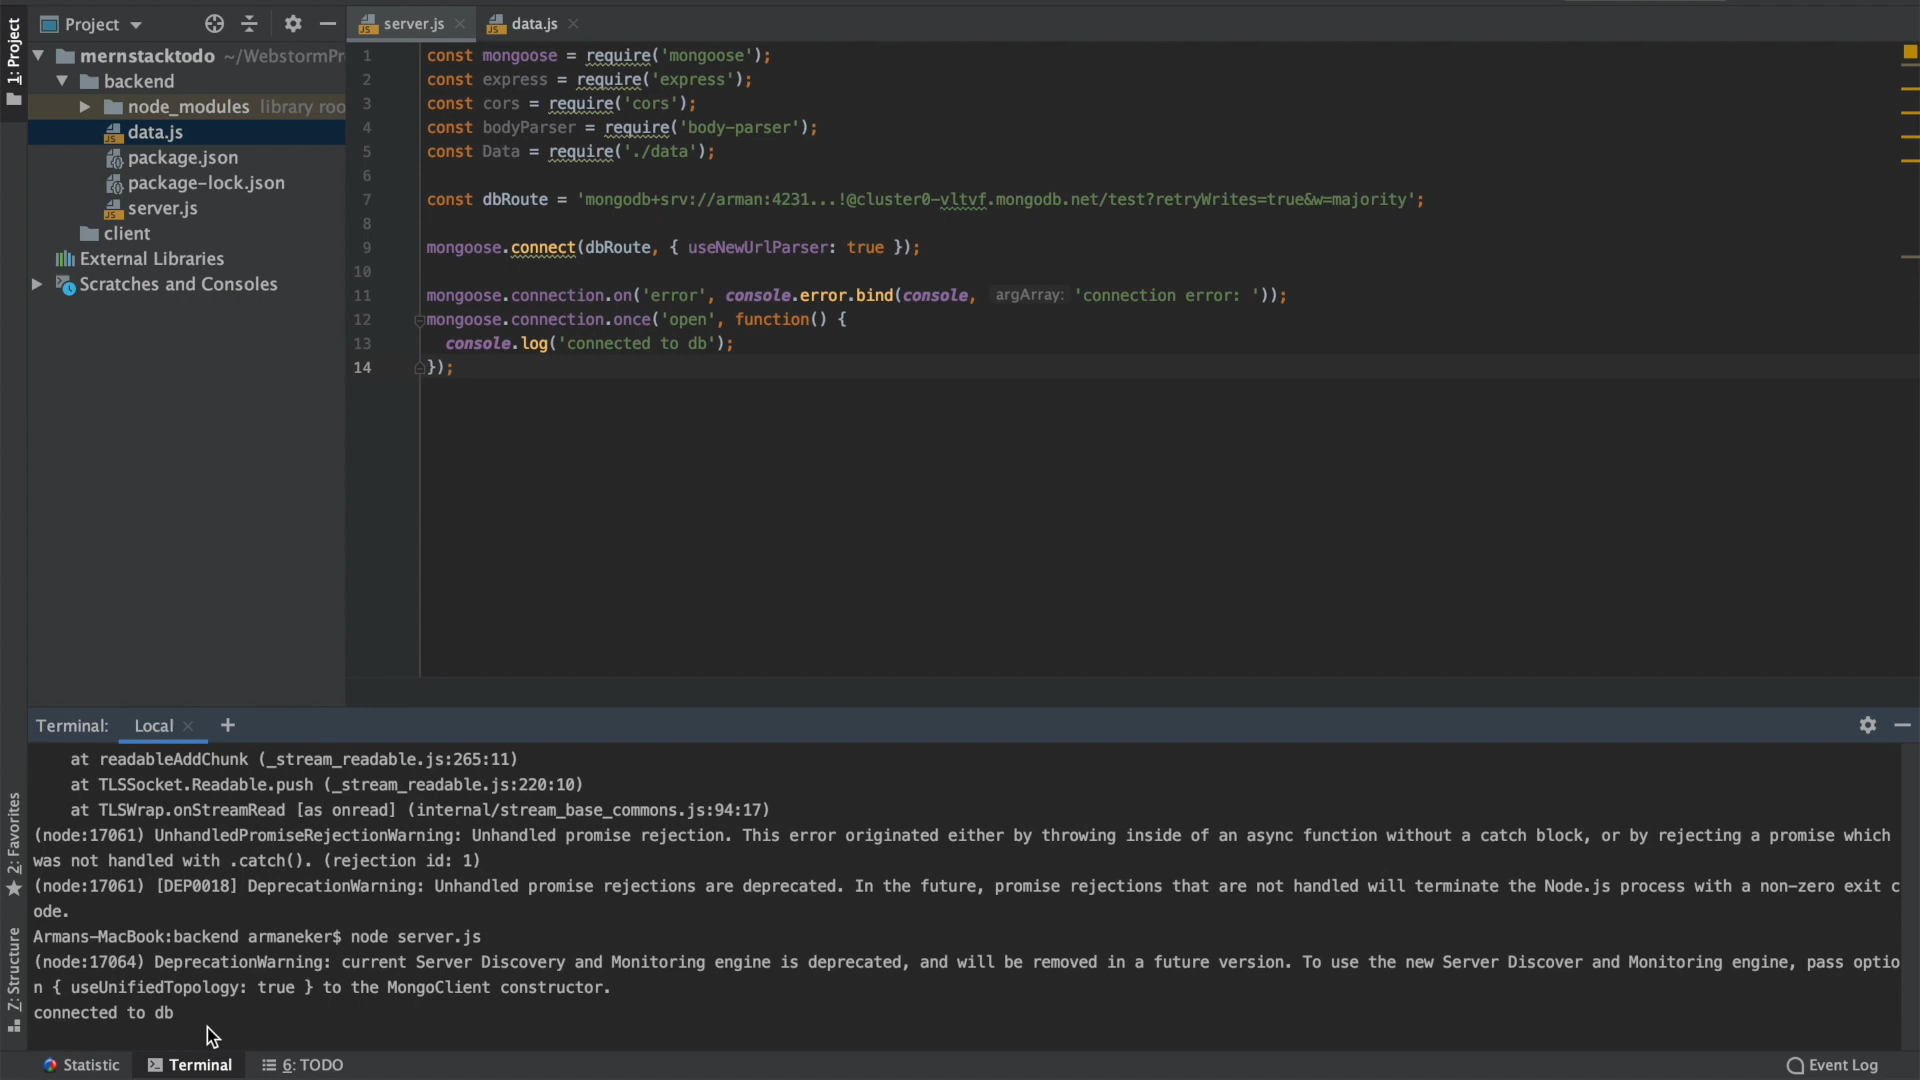 Project
server.js
data.js
1: Project
mernstacktodo ~/WebstormPr
backend
node_modules library roo
data.js
package.json
package-lock.json
server.js
client
External Libraries
Scratches and Consoles
1 const mongoose = require('mongoose');
2 const express = require('express');
3 const cors = require('cors');
4 const bodyParser = require('body-parser');
5 const Data = require('./data');
6
7 const dbRoute = 'mongodb+srv://arman:4231...!@cluster0-vltvf.mongodb.net/test?retryWrites=true&w=majority';
8
9 mongoose.connect(dbRoute, { useNewUrlParser: true });
10
11 mongoose.connection.on('error', console.error.bind(console, argArray: 'connection error: '));
12 mongoose.connection.once('open', function() {
13 console.log('connected to db');
14 });
Terminal: Local +
at readableAddChunk (_stream_readable.js:265:11)
at TLSSocket.Readable.push (_stream_readable.js:220:10)
at TLSWrap.onStreamRead [as onread] (internal/stream_base_commons.js:94:17)
(node:17061) UnhandledPromiseRejectionWarning: Unhandled promise rejection. This error originated either by throwing inside of an async function without a catch block, or by rejecting a promise which
was not handled with .catch(). (rejection id: 1)
(node:17061) [DEP0018] DeprecationWarning: Unhandled promise rejections are deprecated. In the future, promise rejections that are not handled will terminate the Node.js process with a non-zero exit c
ode.
Armans-MacBook:backend armaneker$ node server.js
(node:17064) DeprecationWarning: current Server Discovery and Monitoring engine is deprecated, and will be removed in a future version. To use the new Server Discover and Monitoring engine, pass optio
n { useUnifiedTopology: true } to the MongoClient constructor.
connected to db
2: Favorites
Z: Structure
Statistic
Terminal
6: TODO
Event Log